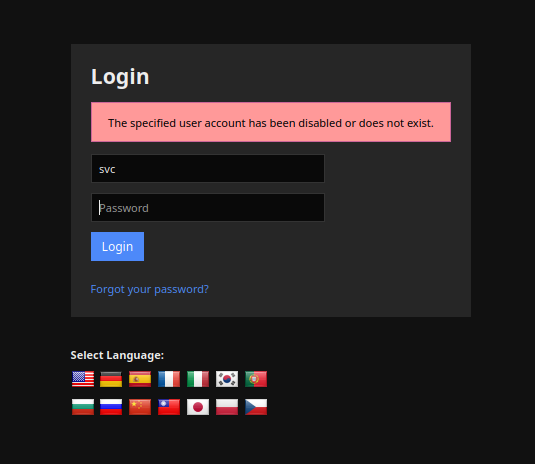 Login
The specified user account has been disabled or does not exist.
svc
Password
Login
Forgot your password?
Select Language: